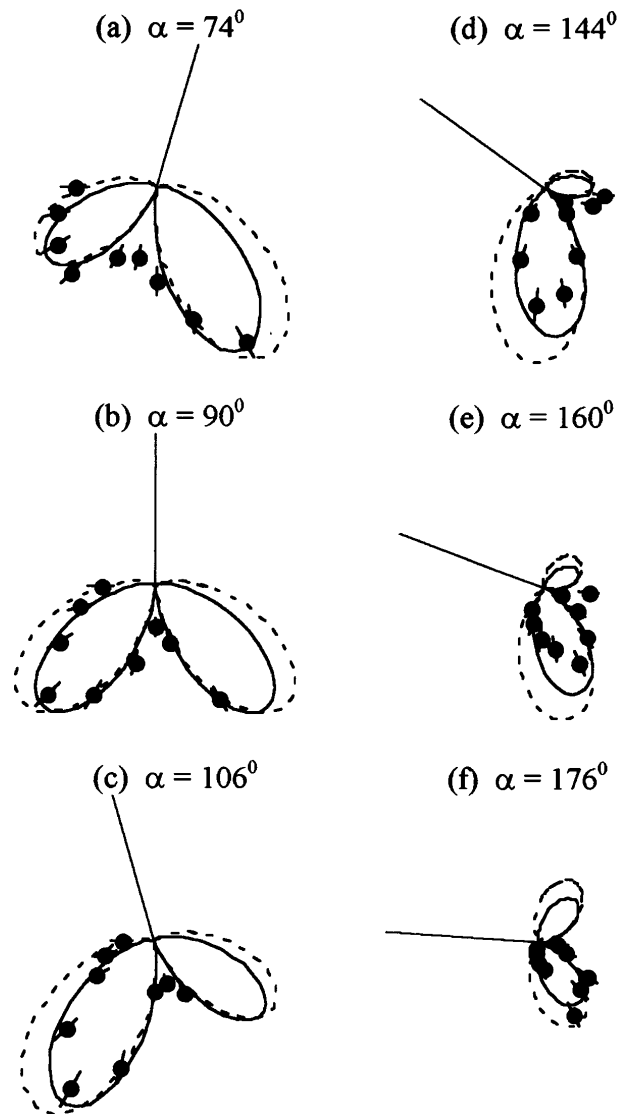 (a) α = 74⁰
(d) α = 144⁰
(b) α = 90⁰
(e) α = 160⁰
(c) α = 106⁰
(f) α = 176⁰